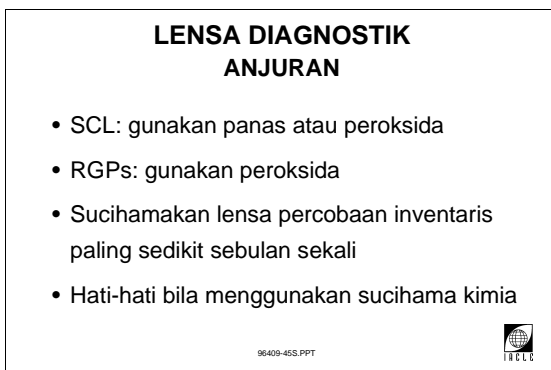 LENSA DIAGNOSTIK
ANJURAN
• SCL: gunakan panas atau peroksida
• RGPs: gunakan peroksida
• Sucihamakan lensa percobaan inventaris
paling sedikit sebulan sekali
• Hati-hati bila menggunakan sucihama kimia
96409-45S.PPT
IACLE